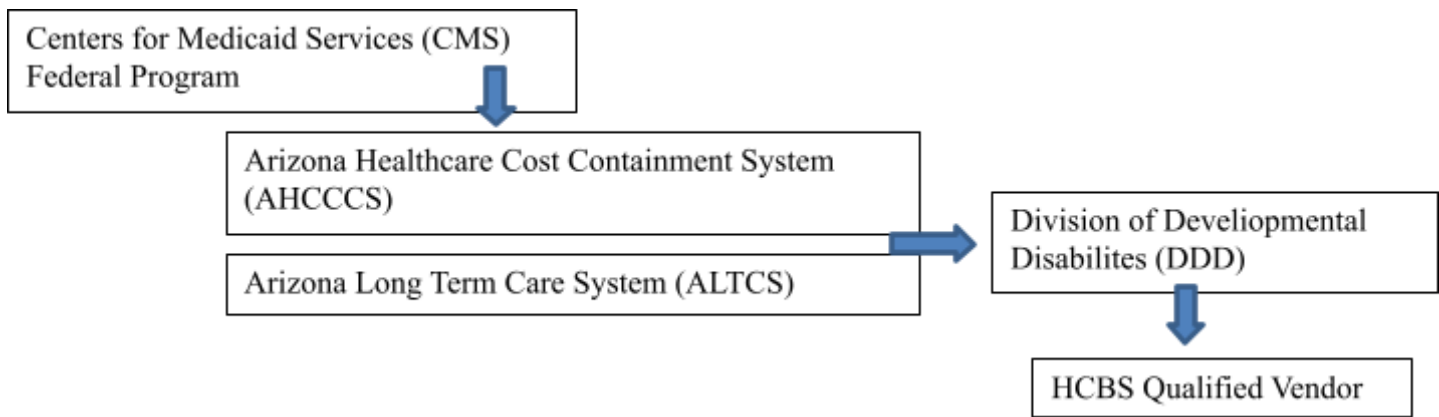 Centers for Medicaid Services (CMS)
Federal Program
Arizona Healthcare Cost Containment System
(AHCCCS)
Arizona Long Term Care System (ALTCS)
Division of Develiopmental
Disabilites (DDD)
HCBS Qualified Vendor